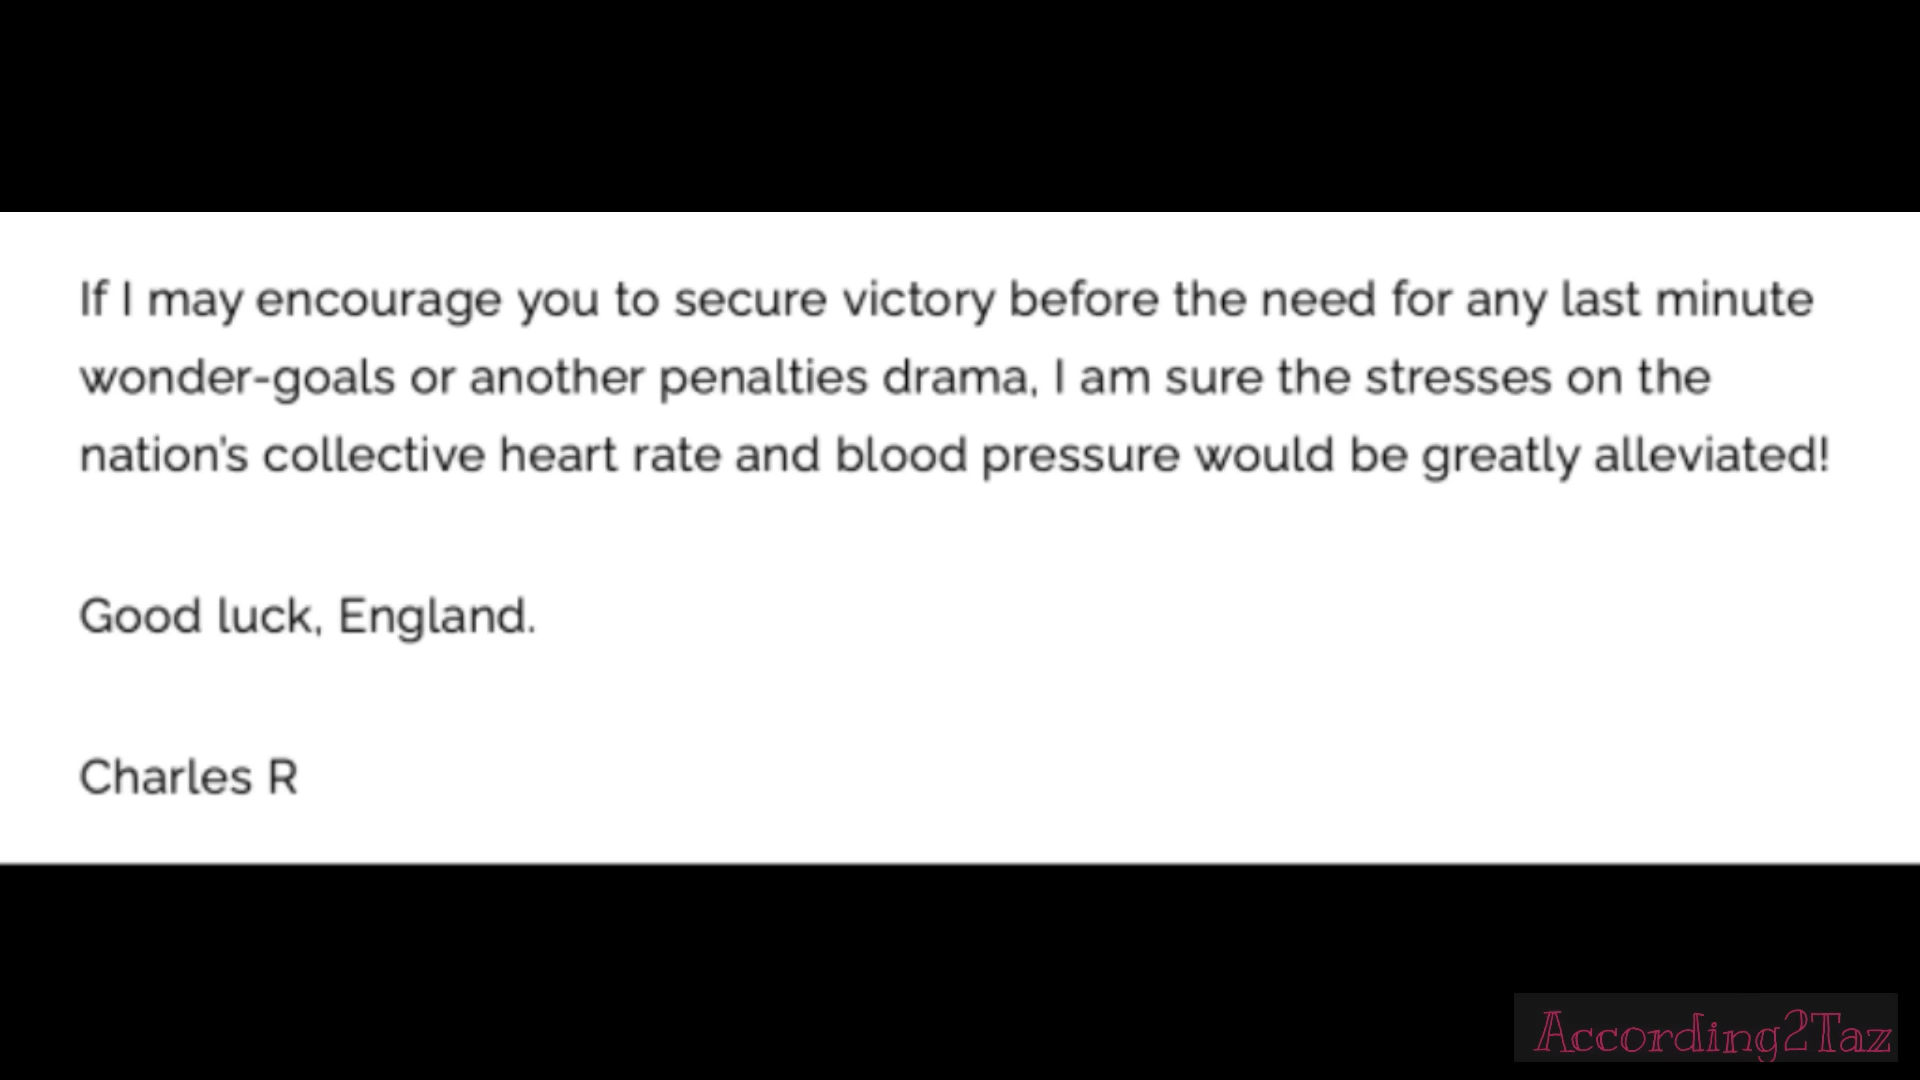 If I may encourage you to secure victory before the need for any last minute
wonder-goals or another penalties drama, I am sure the stresses on the
nation's collective heart rate and blood pressure would be greatly alleviated!
Good luck, England.
Charles R
According2Taz